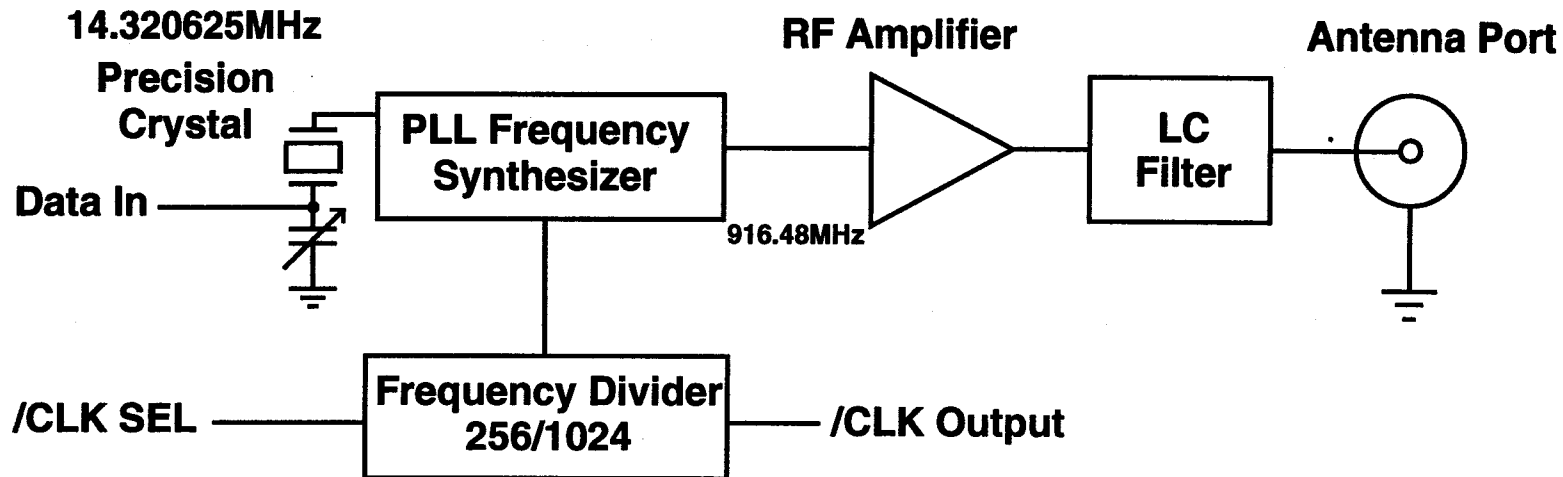 14.320625MHz
Precision
Crystal
RF Amplifier
Antenna Port
PLL Frequency
Synthesizer
LC
Filter
Data In
916.48MHz
Frequency Divider
256/1024
/CLK SEL
/CLK Output